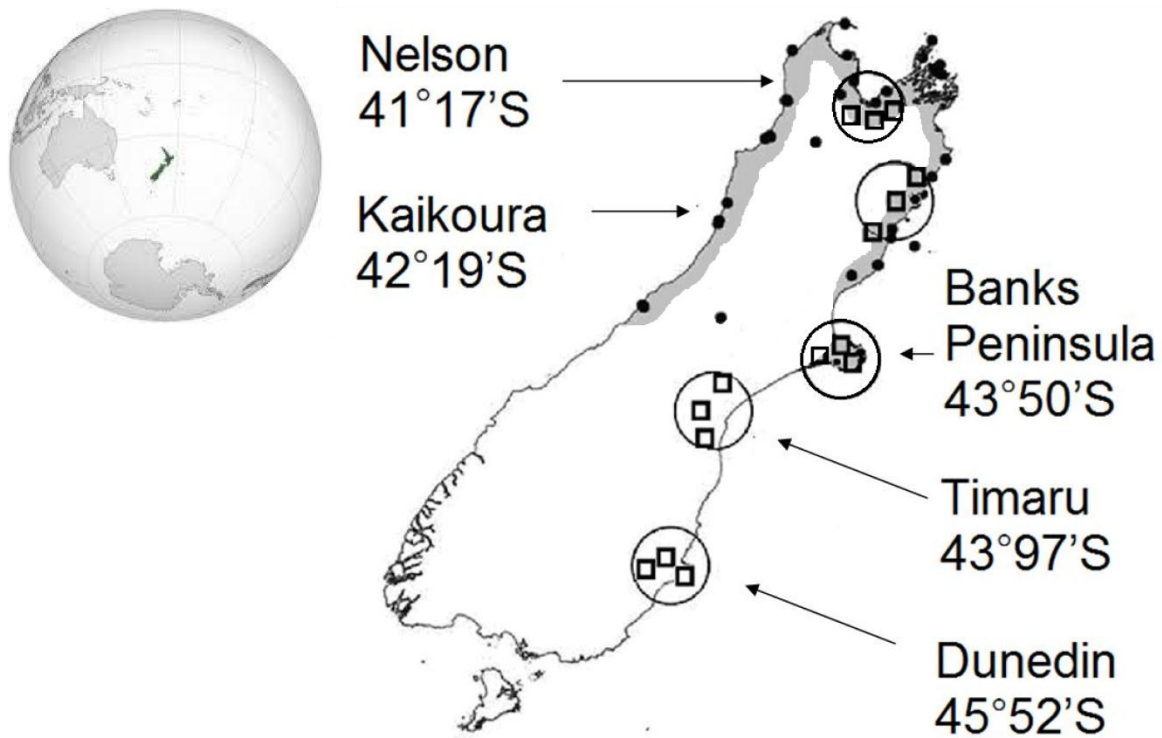 Nelson
41°17’S
Kaikoura
42°19’S
Banks
Peninsula
43°50’S
Timaru
43°97’S
Dunedin
45°52’S